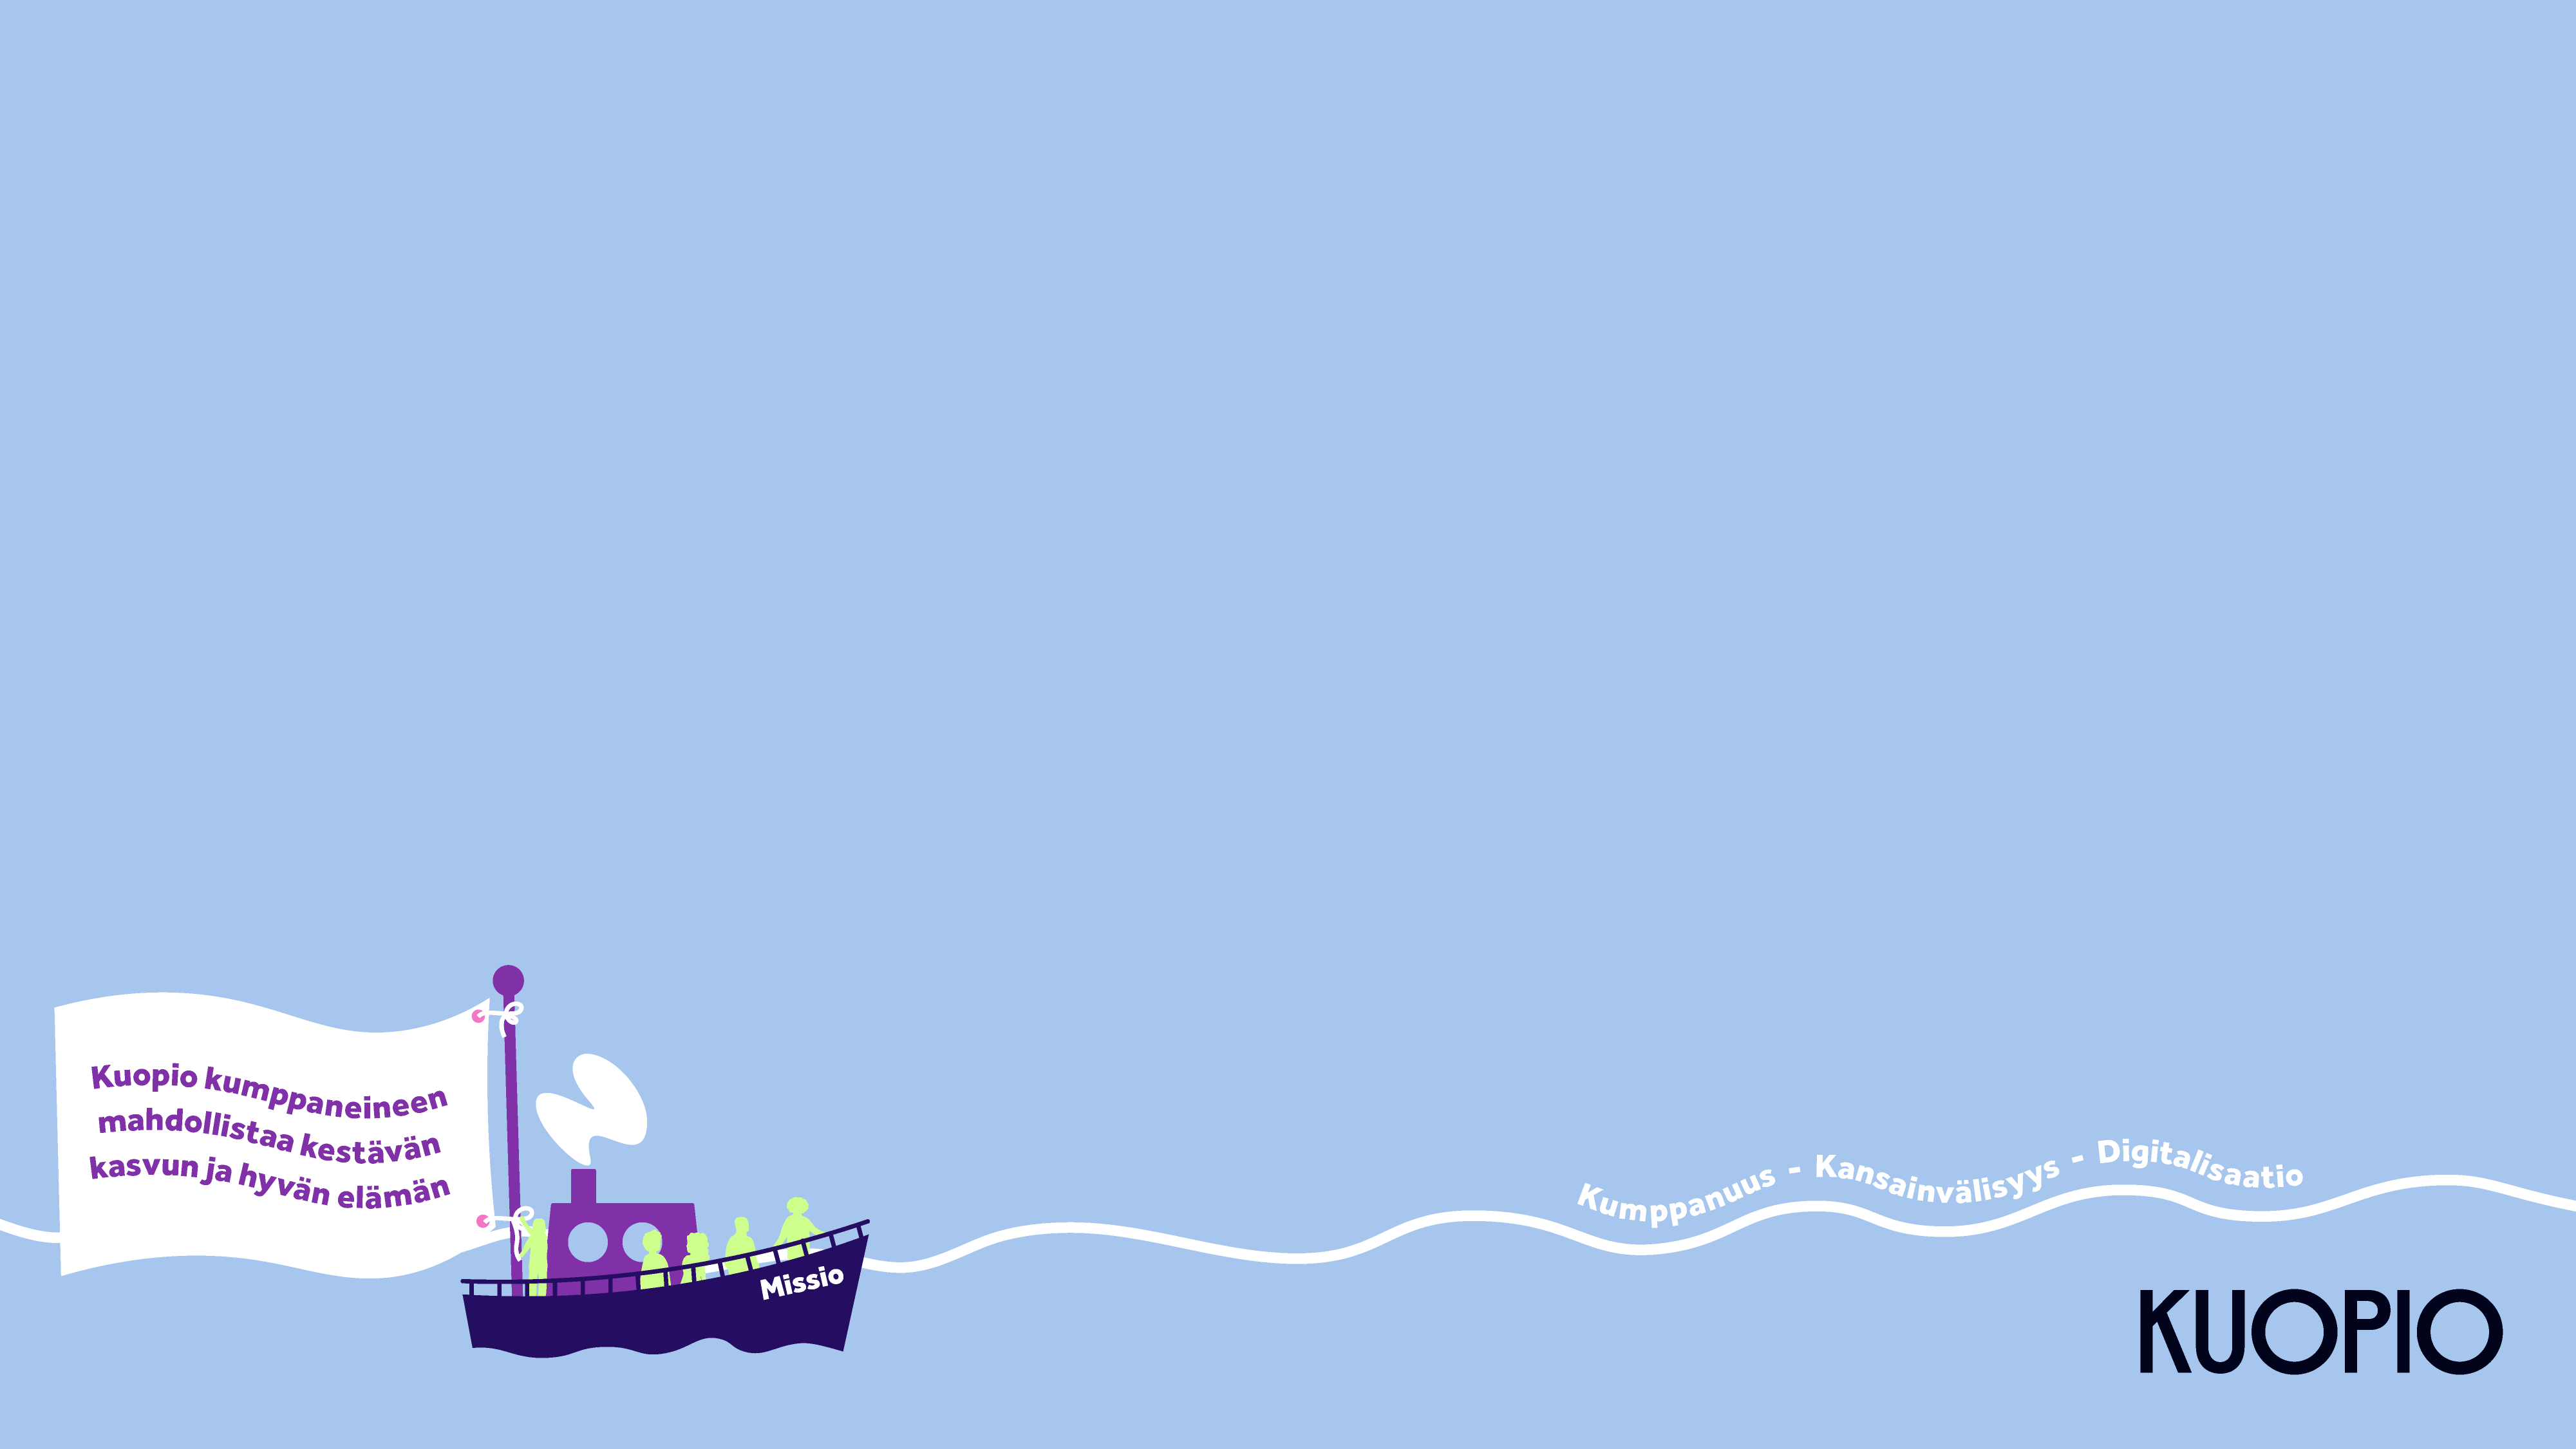 Kuopio kumppaneineen
mahdollistaa kestävän
kasvun ja hyvän elämän
Missio
Kumppanuus - Kansainvälisyys - Digitalisaatio
KUOPIO